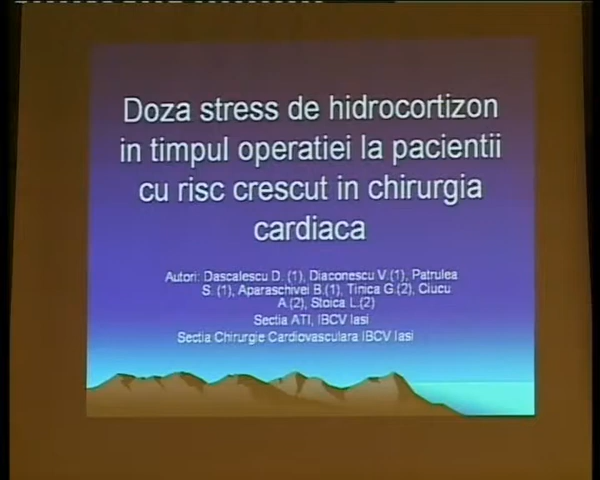 Doza stress de hidrocortizon
in timpul operatiei la pacientii
cu risc crescut in chirurgia
cardiaca
Autori: Dascalescu D. (1), Diaconescu V.(1), Patrulea
S. (1), Aparaschivei B.(1), Tinica G.(2), Ciucu
A.(2), Stoica L.(2)
Sectia ATI, IBCV Iasi
Sectia Chirurgie Cardiovasculara IBCV Iasi